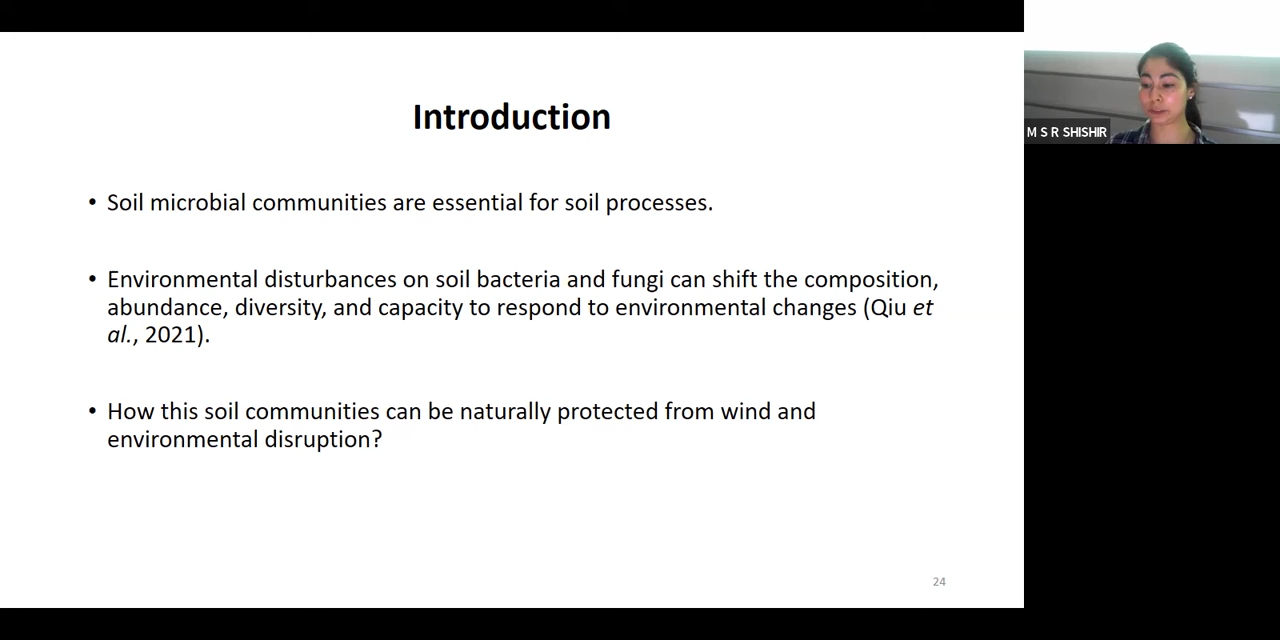 Introduction
• Soil microbial communities are essential for soil processes.
• Environmental disturbances on soil bacteria and fungi can shift the composition,
abundance, diversity, and capacity to respond to environmental changes (Qiu et
al., 2021).
• How this soil communities can be naturally protected from wind and
environmental disruption?
24
M S R SHISHIR